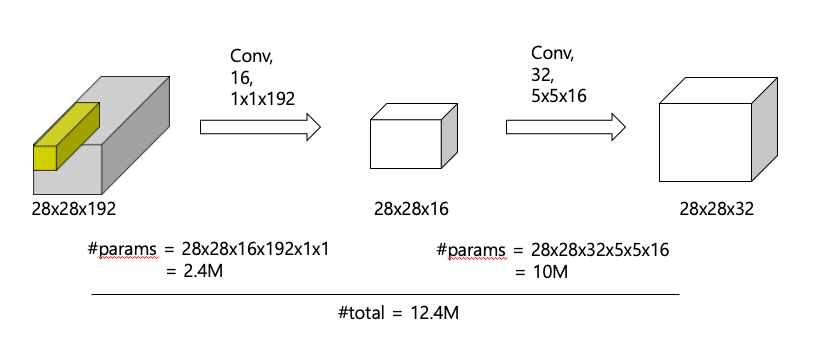 Conv,
16,
1x1x192
Conv,
32,
5x5x16
28x28x192
28x28x16
28x28x32
#params = 28x28x16x192x1x1
= 2.4M
#params = 28x28x32x5x5x16
= 10M
#total = 12.4M